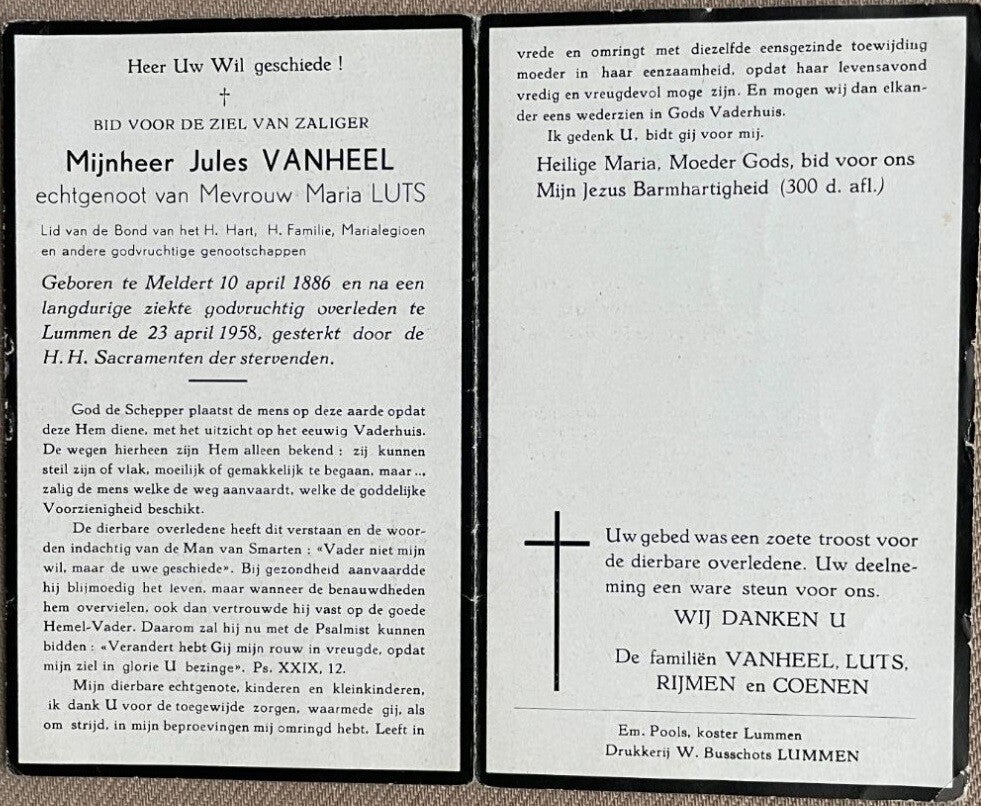 Heer Uw Wil geschiede !
†
BID VOOR DE ZIEL VAN ZALIGER
Mijnheer Jules VANHEEL
echtgenoot van Mevrouw Maria LUTS
Lid van de Bond van het H. Hart, H. Familie, Marialegioen
en andere godvruchtige genootschappen
Geboren te Meldert 10 april 1886 en na een
langdurige ziekte godvruchtig overleden te
Lummen de 23 april 1958, gesterkt door de
H.H. Sacramenten der stervenden.
God de Schepper plaatst de mens op deze aarde opdat
deze Hem diene, met het uitzicht op het eeuwig Vaderhuis.
De wegen hierheen zijn Hem alleen bekend : zij kunnen
steil zijn of vlak, moeilijk of gemakkelijk te begaan, maar...
zalig de mens welke de weg aanvaardt, welke de goddelijke
Voorzienigheid beschikt.
De dierbare overledene heeft dit verstaan en de woor-
den indachtig van de Man van Smarten : «Vader niet mijn
wil, maar de uwe geschiede». Bij gezondheid aanvaardde
hij blijmoedig het leven, maar wanneer de benauwdheden
hem overvielen, ook dan vertrouwde hij vast op de goede
Hemel-Vader. Daarom zal hij nu met de Psalmist kunnen
bidden : «Verandert hebt Gij mijn rouw in vreugde, opdat
mijn ziel in glorie U bezinge». Ps. XXIX, 12.
Mijn dierbare echtgenote, kinderen en kleinkinderen,
ik dank U voor de toegewijde zorgen, waarmede gij, als
om strijd, in mijn beproevingen mij omringd hebt. Leeft in
vrede en omringt met diezelfde eensgezinde toewijding
moeder in haar eenzaamheid, opdat haar levensavond
vredig en vreugdevol moge zijn. En mogen wij dan elkan-
der eens wederzien in Gods Vaderhuis.
Ik gedenk U, bidt gij voor mij.
Heilige Maria, Moeder Gods, bid voor ons
Mijn Jezus Barmhartigheid (300 d. afl.)
Uw gebed was een zoete troost voor
de dierbare overledene. Uw deelne-
ming een ware steun voor ons.
WIJ DANKEN U
De familiën VANHEEL, LUTS,
RIJMEN en COENEN
Em. Pools, koster Lummen
Drukkerij W. Busschots LUMMEN